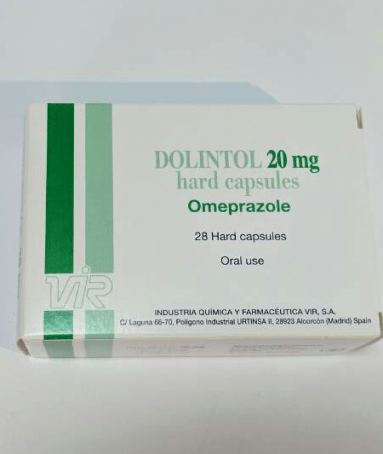 DOLINTOL 20 mg
hard capsules
Omeprazole
28 Hard capsules
Oral use
VIR
INDUSTRIA QUÍMICA Y FARMACÉUTICA VIR, S.A.
C/ Laguna 66-70, Polígono Industrial URTINSA II, 28923 Alcorcón (Madrid) Spain